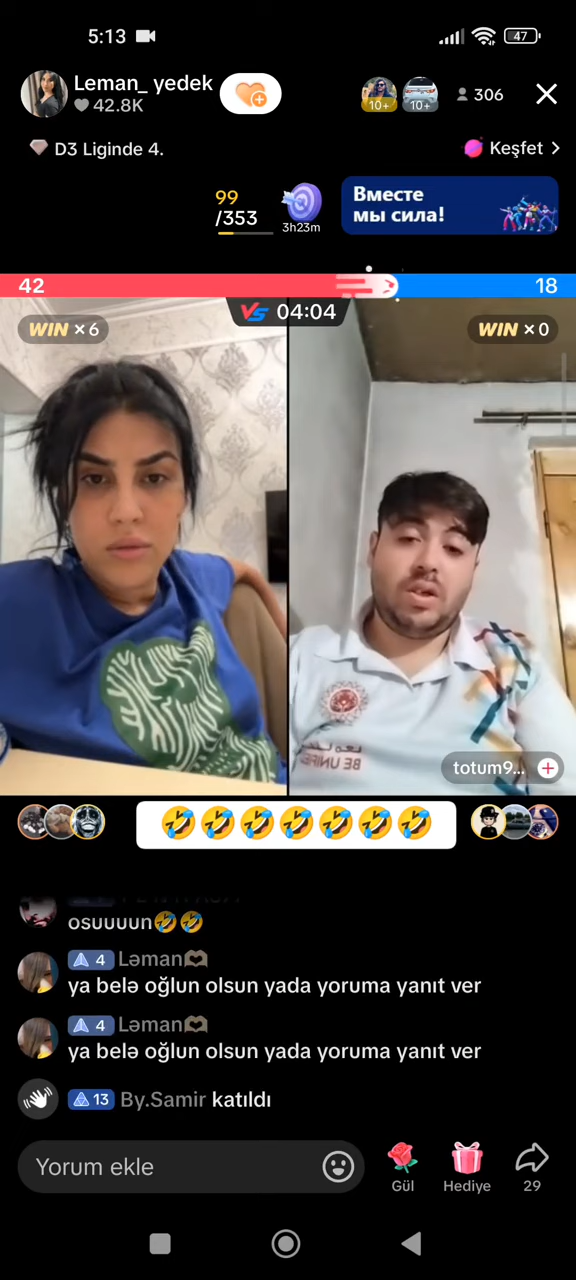 5:13
47
Leman_ yedek
42.8K
10+
10+
306
D3 Liginde 4.
Keşfet
99
/353
3h23m
Вместе
мы сила!
42
18
VS 04:04
WIN ×6
WIN ×0
BE UNIF
totum9...
🤣🤣🤣🤣🤣🤣🤣
osuuuun🤣🤣
4 Ləman🫶
ya belə oğlun olsun yada yoruma yanıt ver
4 Ləman🫶
ya belə oğlun olsun yada yoruma yanıt ver
13 By.Samir katıldı
Yorum ekle
Gül
Hediye
29